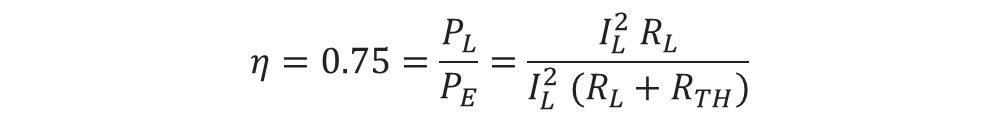 η = 0.75 = P_L / P_E = I_L^2 R_L / I_L^2 (R_L + R_TH)